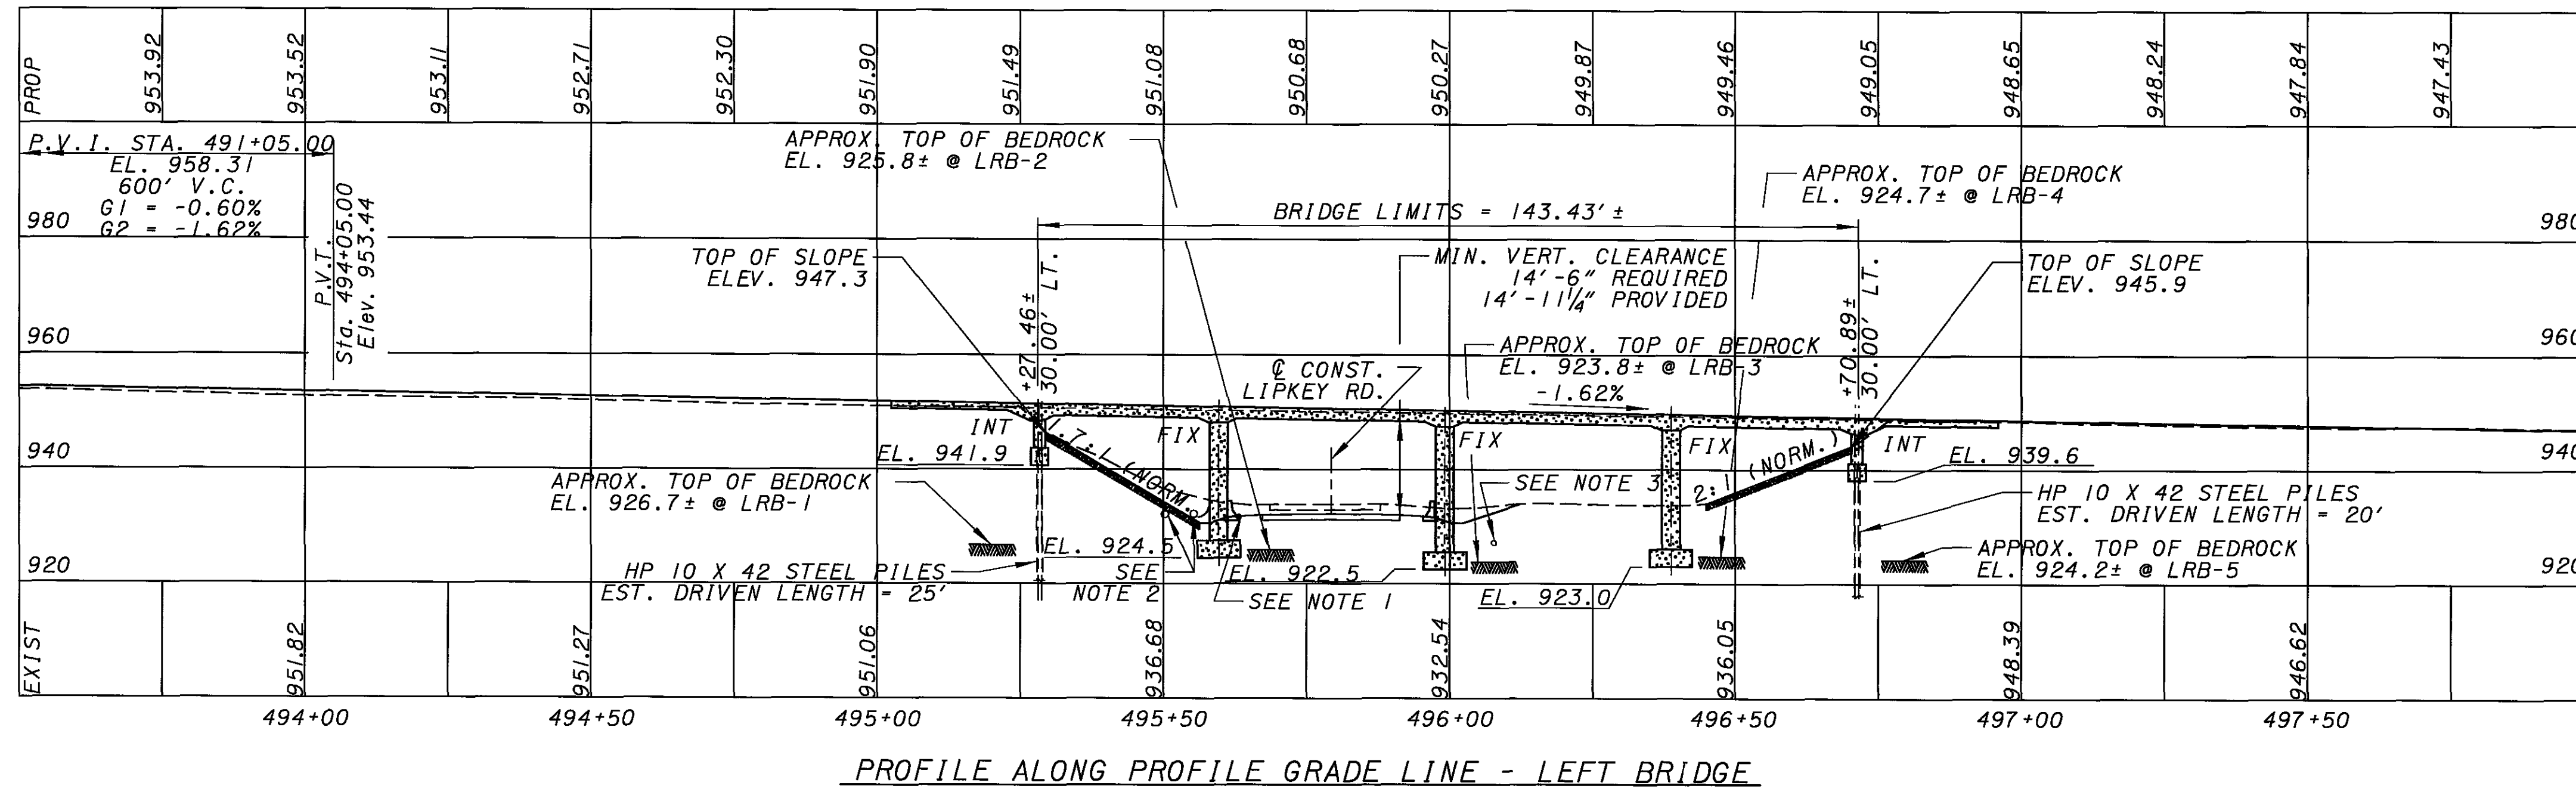 PROP
953.92
953.52
953.11
952.71
952.30
951.90
951.49
951.08
950.68
950.27
949.87
949.46
949.05
948.65
948.24
947.84
947.43
P.V.I. STA. 491+05.00
EL. 958.31
600' V.C.
G1 = -0.60%
G2 = -1.62%
P.V.T.
Sta. 494+05.00
Elev. 953.44
APPROX. TOP OF BEDROCK
EL. 925.8± @ LRB-2
BRIDGE LIMITS = 143.43' ±
APPROX. TOP OF BEDROCK
EL. 924.7± @ LRB-4
980
980
TOP OF SLOPE
ELEV. 947.3
+27.46±
30.00' LT.
MIN. VERT. CLEARANCE
14'-6" REQUIRED
14'-11 1/4" PROVIDED
+70.89±
30.00' LT.
TOP OF SLOPE
ELEV. 945.9
960
960
℄ CONST.
LIPKEY RD.
APPROX. TOP OF BEDROCK
EL. 923.8± @ LRB-3
-1.62%
INT
FIX
FIX
FIX
INT
940
940
EL. 941.9
1.7:1 (NORM.)
2:1 (NORM.)
EL. 939.6
APPROX. TOP OF BEDROCK
EL. 926.7± @ LRB-1
SEE NOTE 3
HP 10 X 42 STEEL PILES
EST. DRIVEN LENGTH = 20'
920
920
EL. 924.5
HP 10 X 42 STEEL PILES
EST. DRIVEN LENGTH = 25'
SEE
NOTE 2
EL. 922.5
SEE NOTE 1
EL. 923.0
APPROX. TOP OF BEDROCK
EL. 924.2± @ LRB-5
EXIST
951.82
951.27
951.06
936.68
932.54
936.05
948.39
946.62
494+00
494+50
495+00
495+50
496+00
496+50
497+00
497+50
PROFILE ALONG PROFILE GRADE LINE - LEFT BRIDGE